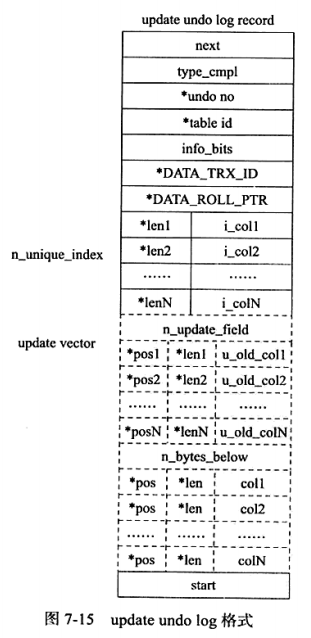 update undo log record
next
type_cmpl
*undo no
*table id
info_bits
*DATA_TRX_ID
*DATA_ROLL_PTR
*len1 i_col1
n_unique_index *len2 i_col2
...... ......
*lenN i_colN
n_update_field
update vector *pos1 *len1 u_old_col1
*pos2 *len2 u_old_col2
...... ...... ......
*posN *lenN u_old_colN
n_bytes_below
*pos *len col1
*pos *len col2
...... ...... ......
*pos *len colN
start
图 7-15 update undo log 格式